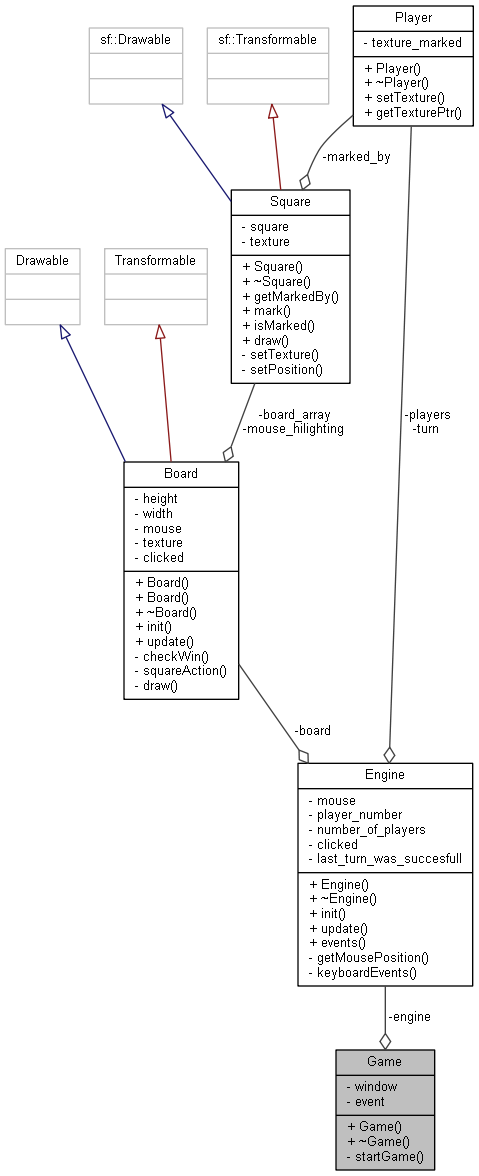 Player
- texture_marked
+ Player()
+ ~Player()
+ setTexture()
+ getTexturePtr()
sf::Drawable
sf::Transformable
-marked_by
Square
- square
- texture
+ Square()
+ ~Square()
+ getMarkedBy()
+ mark()
+ isMarked()
+ draw()
- setTexture()
- setPosition()
Drawable
Transformable
-board_array
-mouse_hilighting
-players
-turn
Board
- height
- width
- mouse
- texture
- clicked
+ Board()
+ Board()
+ ~Board()
+ init()
+ update()
- checkWin()
- squareAction()
- draw()
-board
Engine
- mouse
- player_number
- number_of_players
- clicked
- last_turn_was_succesfull
+ Engine()
+ ~Engine()
+ init()
+ update()
+ events()
- getMousePosition()
- keyboardEvents()
-engine
Game
- window
- event
+ Game()
+ ~Game()
- startGame()